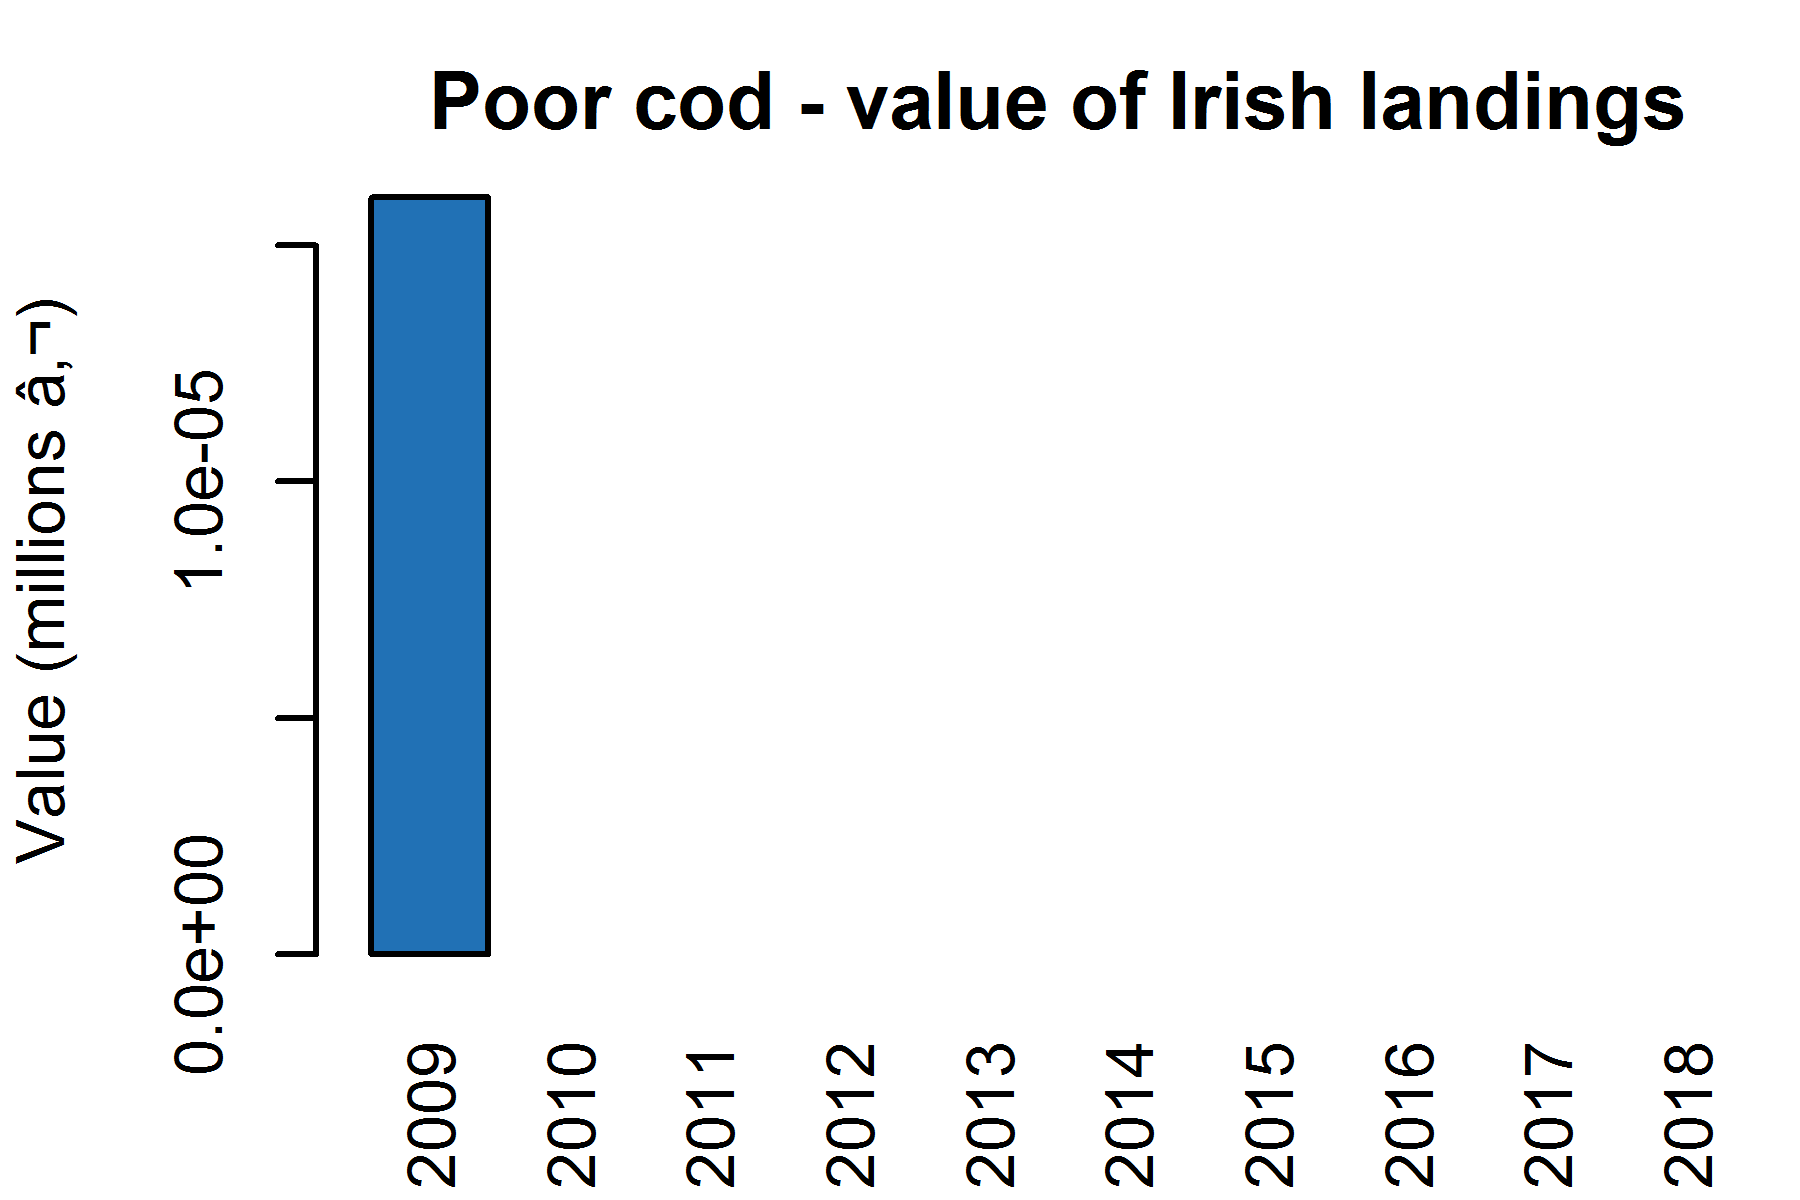 Poor cod - value of Irish landings
Value (millions â‚¬)
1.0e-05
0.0e+00
2009
2010
2011
2012
2013
2014
2015
2016
2017
2018